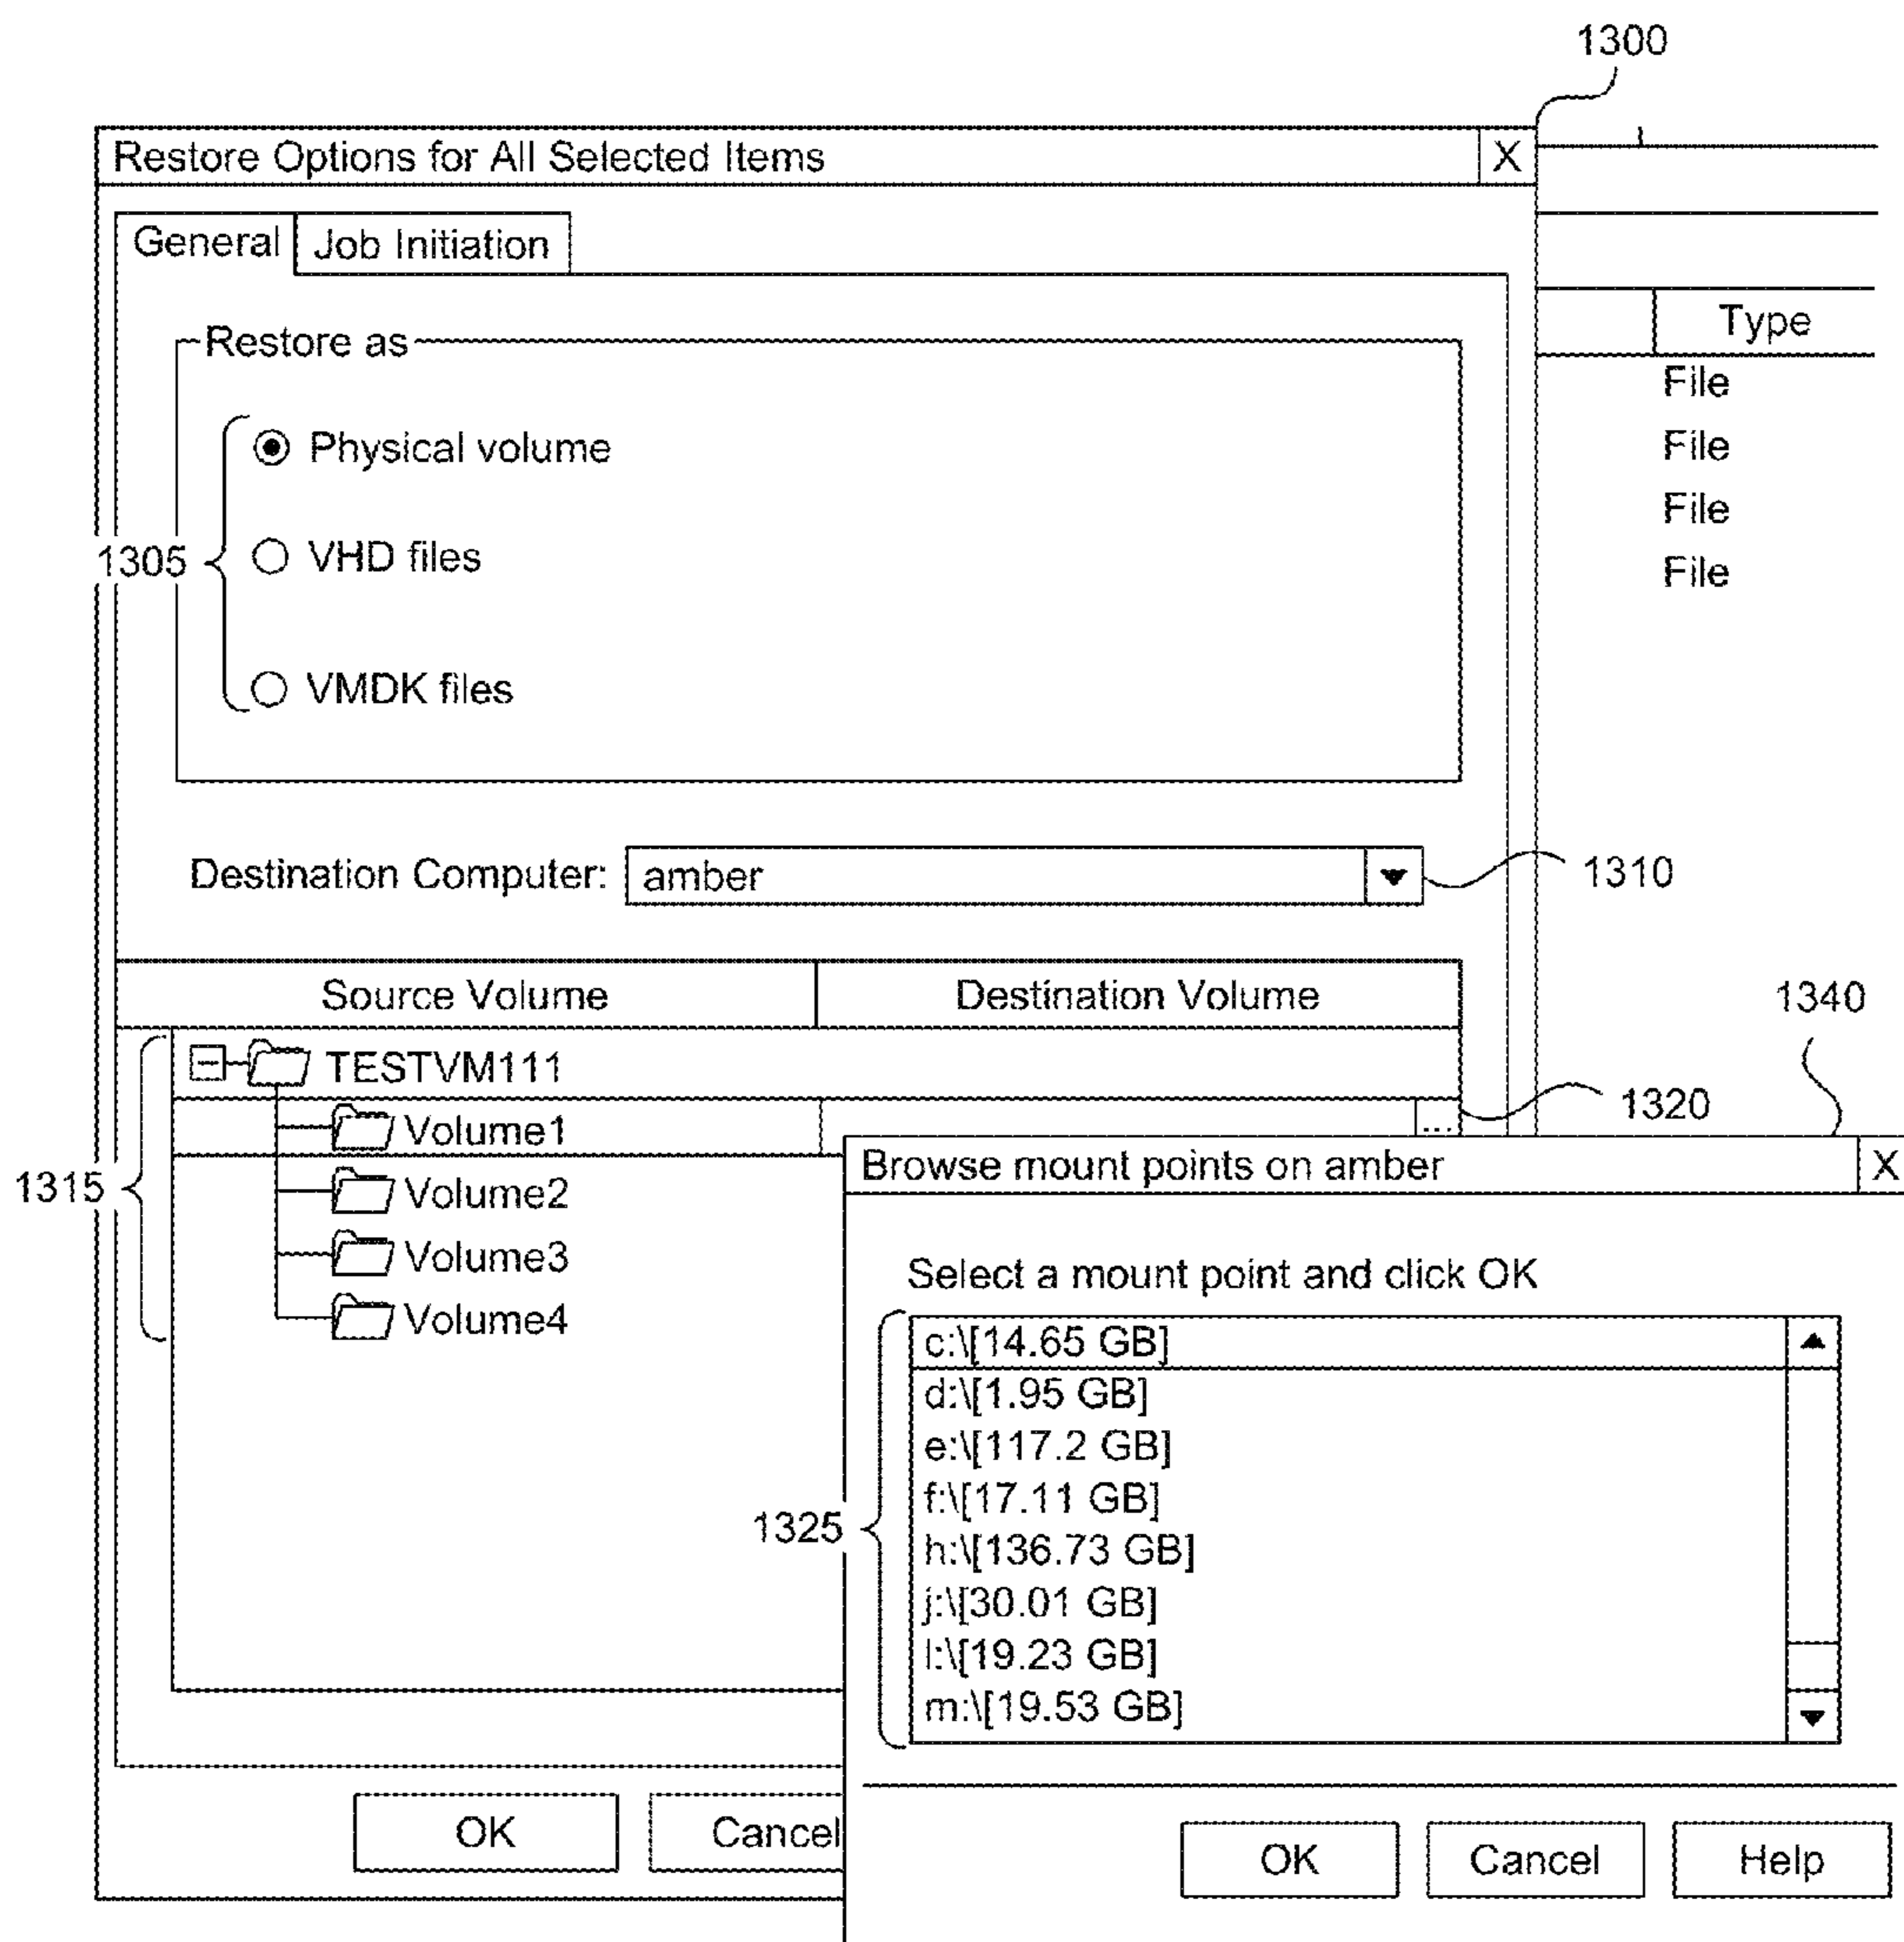 1300
Restore Options for All Selected Items X
General Job Initiation
Type
Restore as
File
Physical volume
File
File
1305
VHD files
File
VMDK files
Destination Computer: amber
1310
Source Volume Destination Volume
1340
TESTVM111
1320
Volume1 ...
1315
Volume2
Volume3
Volume4
Browse mount points on amber X
Select a mount point and click OK
c:\[14.65 GB]
d:\[1.95 GB]
e:\[117.2 GB]
f:\[17.11 GB]
1325
h:\[136.73 GB]
j:\[30.01 GB]
l:\[19.23 GB]
m:\[19.53 GB]
OK Cancel
OK Cancel Help